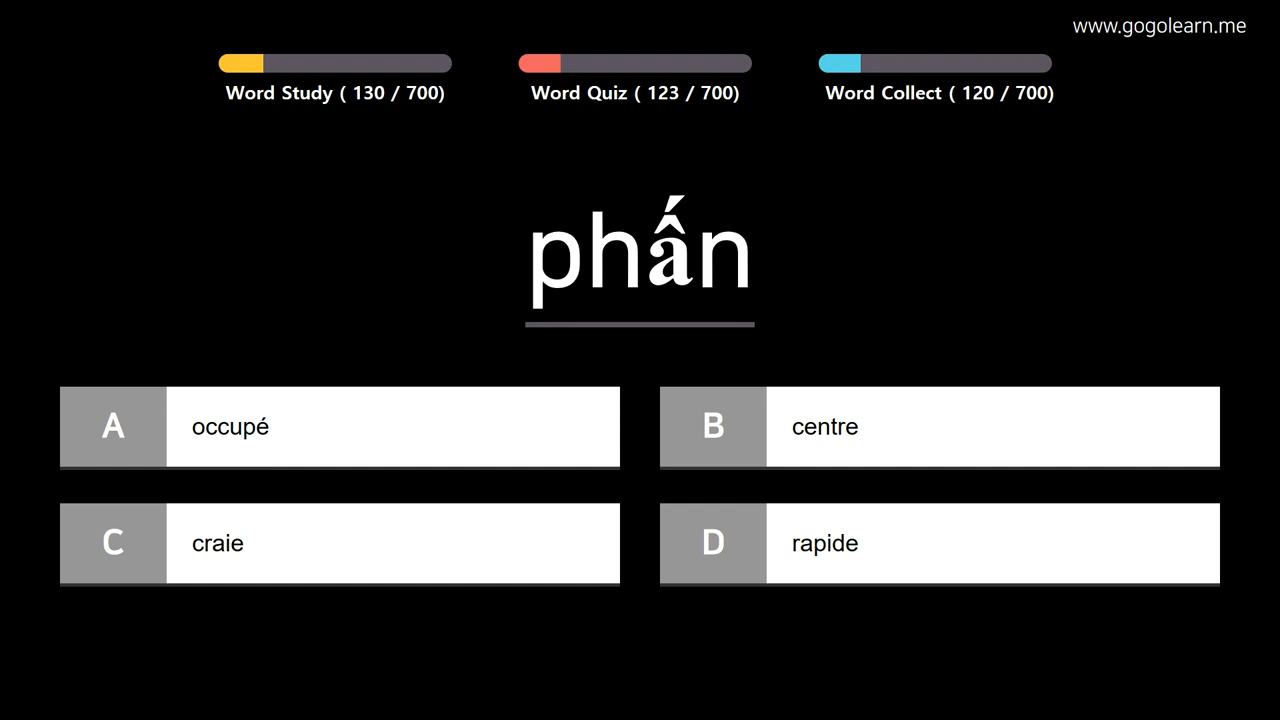 www.gogolearn.me
Word Study ( 130 / 700)
Word Quiz ( 123 / 700)
Word Collect ( 120 / 700)
phấn
A occupé
B centre
C craie
D rapide